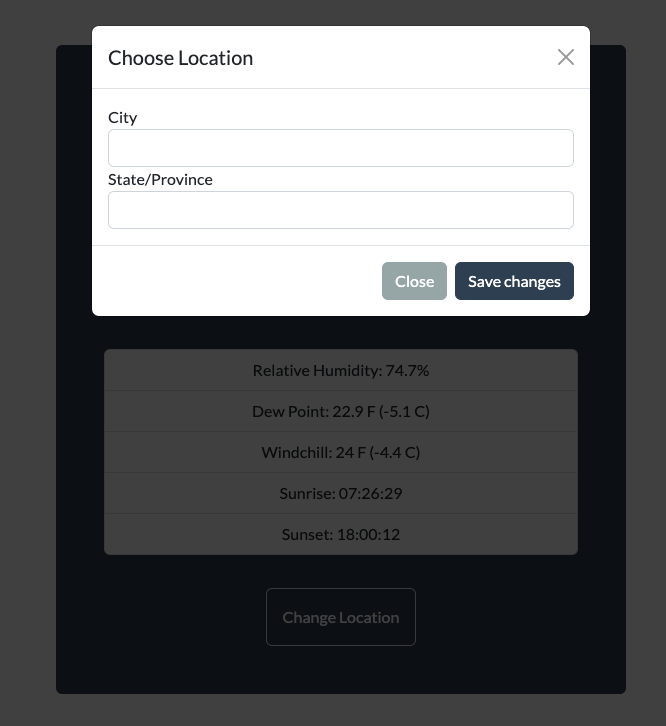 Choose Location
City
State/Province
Close
Save changes
Relative Humidity: 74.7%
Dew Point: 22.9 F (-5.1 C)
Windchill: 24 F (-4.4 C)
Sunrise: 07:26:29
Sunset: 18:00:12
Change Location